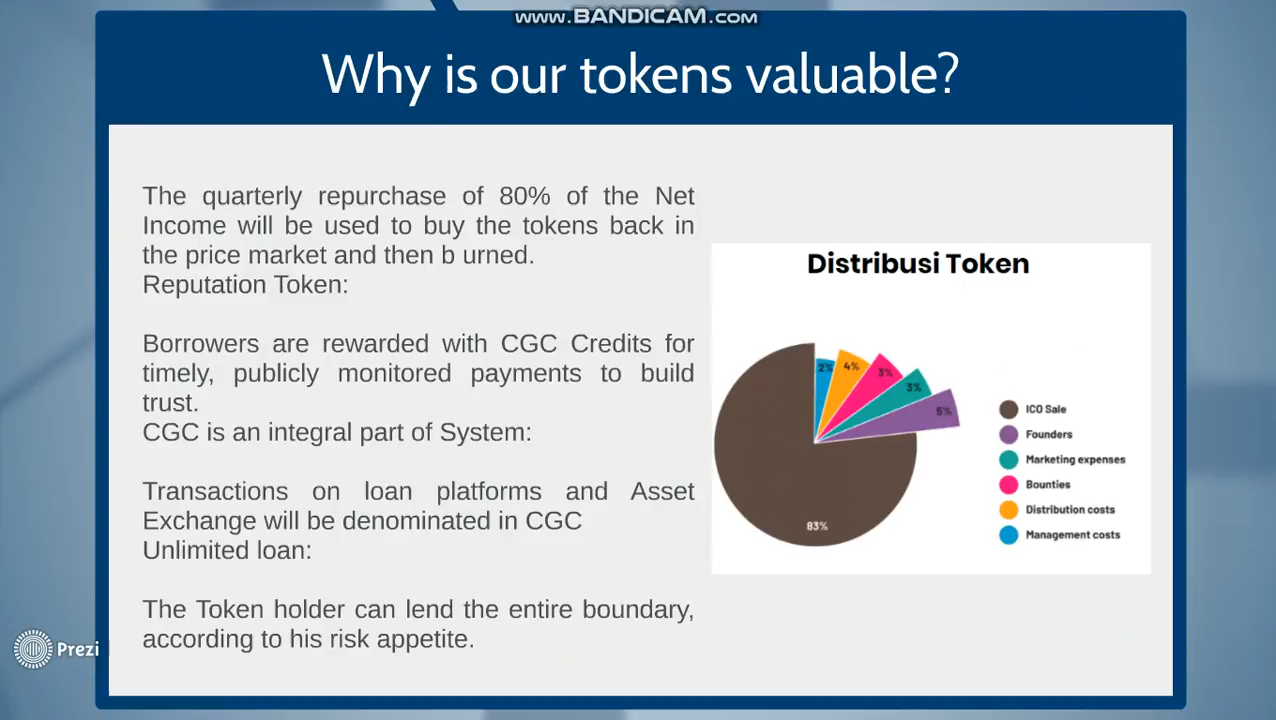 www.BANDICAM.com
Why is our tokens valuable?
The quarterly repurchase of 80% of the Net
Income will be used to buy the tokens back in
the price market and then b urned.
Reputation Token:
Borrowers are rewarded with CGC Credits for
timely, publicly monitored payments to build
trust.
CGC is an integral part of System:
Transactions on loan platforms and Asset
Exchange will be denominated in CGC
Unlimited loan:
The Token holder can lend the entire boundary,
according to his risk appetite.
Distribusi Token
2%
4%
3%
3%
5%
83%
ICO Sale
Founders
Marketing expenses
Bounties
Distribution costs
Management costs
Prezi